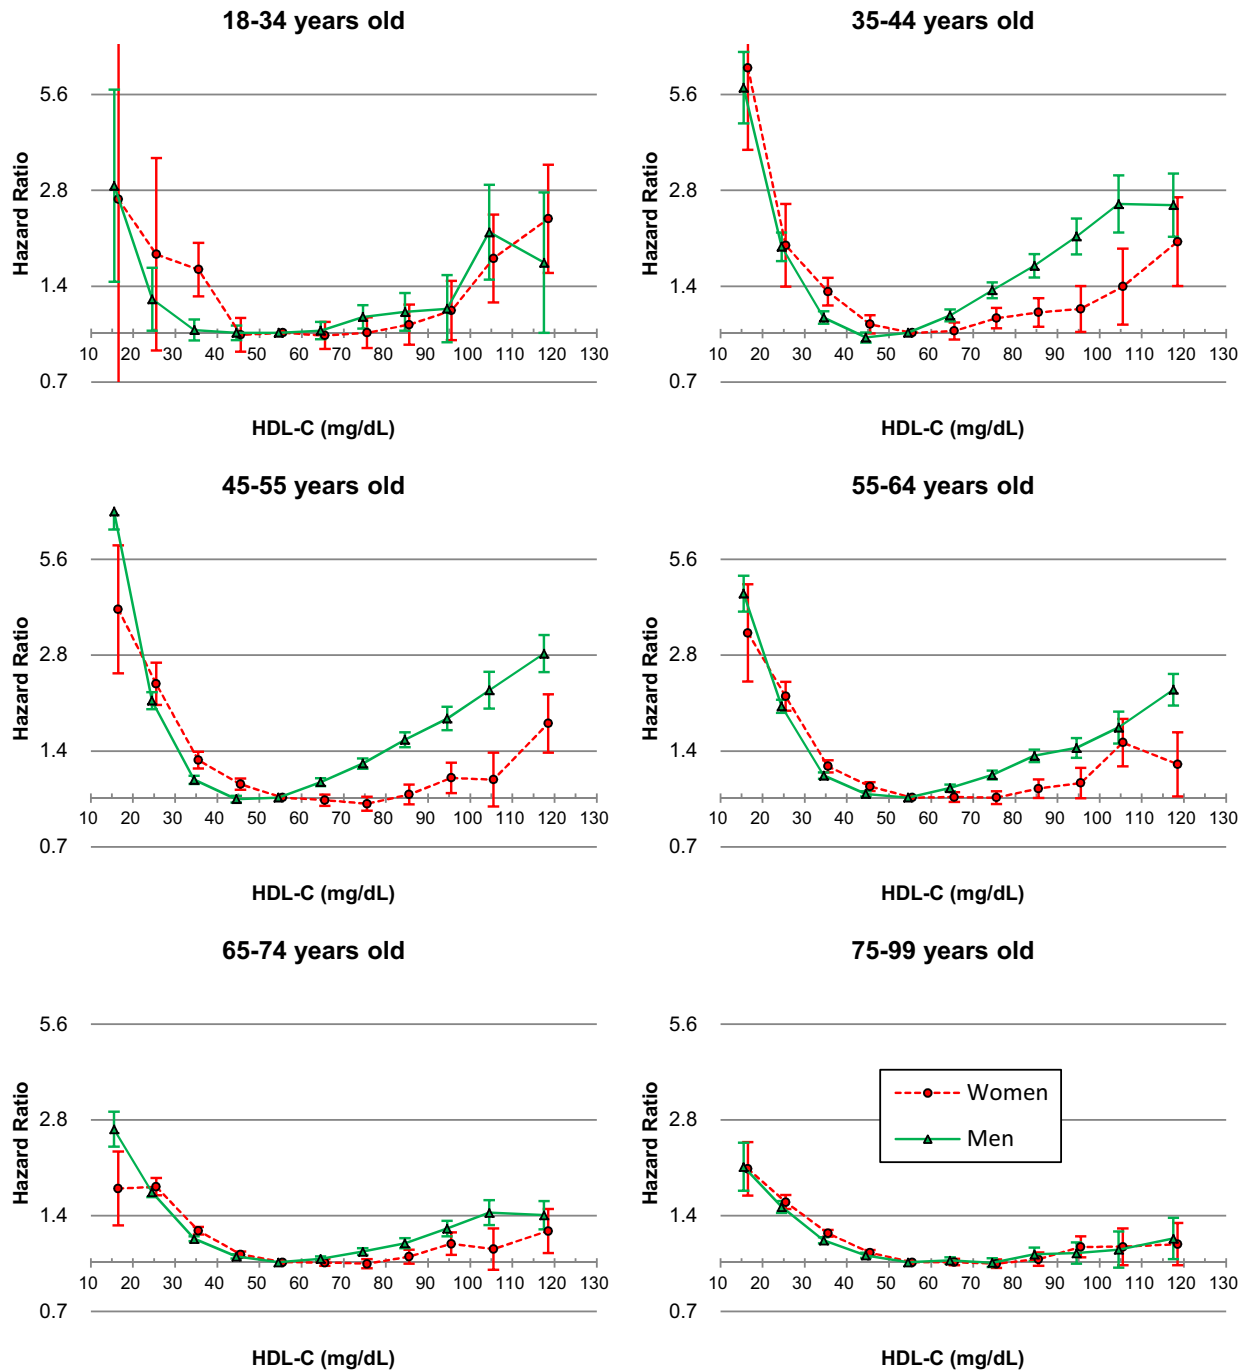 18-34 years old
5.6
2.8
1.4
0.7
Hazard Ratio
10 20 30 40 50 60 70 80 90 100 110 120 130
HDL-C (mg/dL)
35-44 years old
5.6
2.8
1.4
0.7
Hazard Ratio
10 20 30 40 50 60 70 80 90 100 110 120 130
HDL-C (mg/dL)
45-55 years old
5.6
2.8
1.4
0.7
Hazard Ratio
10 20 30 40 50 60 70 80 90 100 110 120 130
HDL-C (mg/dL)
55-64 years old
5.6
2.8
1.4
0.7
Hazard Ratio
10 20 30 40 50 60 70 80 90 100 110 120 130
HDL-C (mg/dL)
65-74 years old
5.6
2.8
1.4
0.7
Hazard Ratio
10 20 30 40 50 60 70 80 90 100 110 120 130
HDL-C (mg/dL)
75-99 years old
5.6
2.8
1.4
0.7
Hazard Ratio
Women
Men
10 20 30 40 50 60 70 80 90 100 110 120 130
HDL-C (mg/dL)